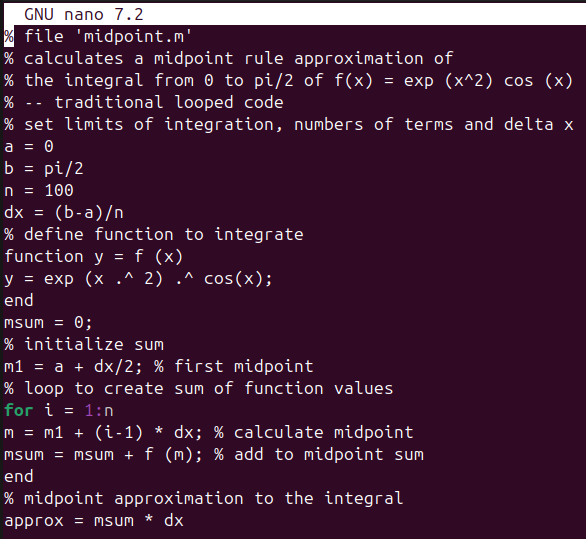 GNU nano 7.2
% file 'midpoint.m'
% calculates a midpoint rule approximation of
% the integral from 0 to pi/2 of f(x) = exp (x^2) cos (x)
% -- traditional looped code
% set limits of integration, numbers of terms and delta x
a = 0
b = pi/2
n = 100
dx = (b-a)/n
% define function to integrate
function y = f (x)
y = exp (x .^ 2) .^ cos(x);
end
msum = 0;
% initialize sum
m1 = a + dx/2; % first midpoint
% loop to create sum of function values
for i = 1:n
m = m1 + (i-1) * dx; % calculate midpoint
msum = msum + f (m); % add to midpoint sum
end
% midpoint approximation to the integral
approx = msum * dx